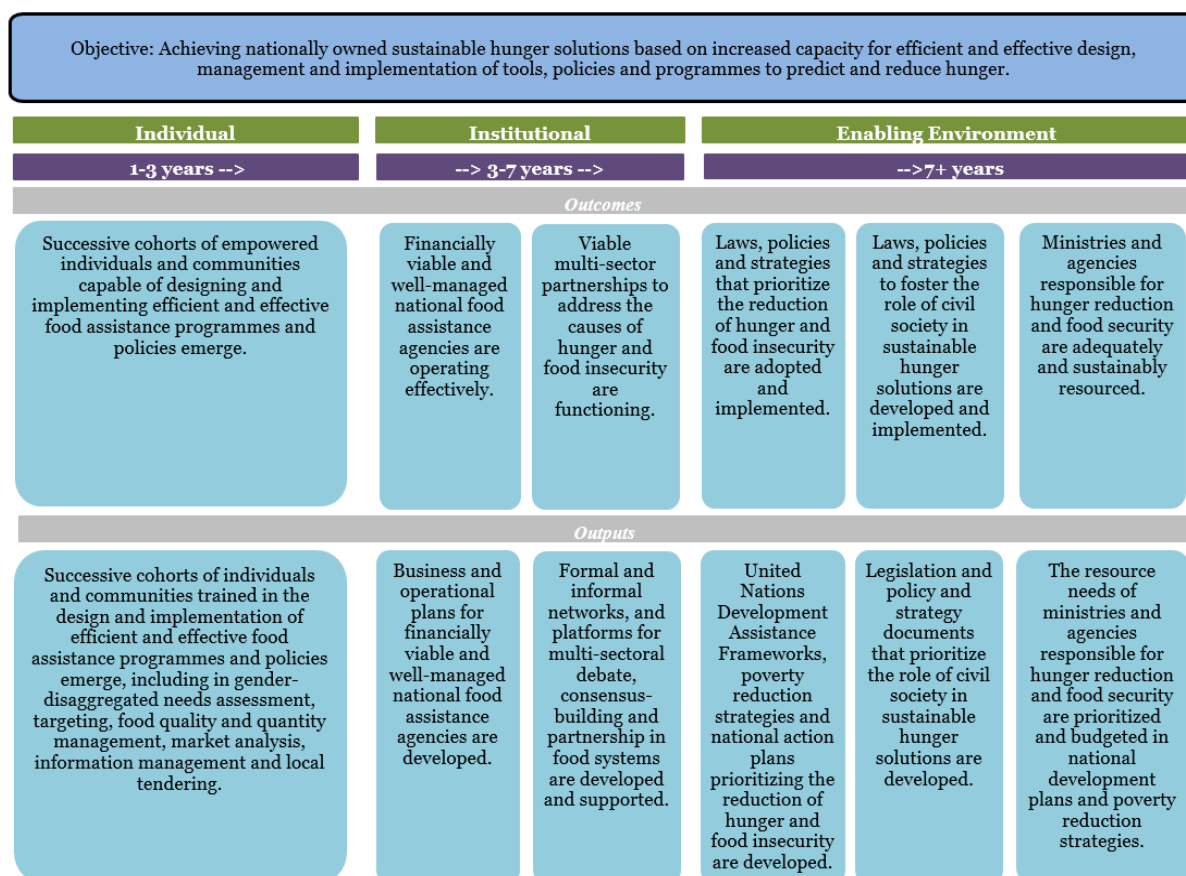 Objective: Achieving nationally owned sustainable hunger solutions based on increased capacity for efficient and effective design,
management and implementation of tools, policies and programmes to predict and reduce hunger.
Individual
Institutional
Enabling Environment
1-3 years -->
--> 3-7 years -->
-->7+ years
Outcomes
Successive cohorts of empowered
individuals and communities
capable of designing and
implementing efficient and effective
food assistance programmes and
policies emerge.
Financially
viable and
well-managed
national food
assistance
agencies are
operating
effectively.
Viable
multi-sector
partnerships to
address the
causes of
hunger and
food insecurity
are
functioning.
Laws, policies
and strategies
that prioritize
the reduction
of hunger and
food insecurity
are adopted
and
implemented.
Laws, policies
and strategies
to foster the
role of civil
society in
sustainable
hunger
solutions are
developed and
implemented.
Ministries and
agencies
responsible for
hunger reduction
and food security
are adequately
and sustainably
resourced.
Outputs
Successive cohorts of individuals
and communities trained in the
design and implementation of
efficient and effective food
assistance programmes and policies
emerge, including in gender-
disaggregated needs assessment,
targeting, food quality and quantity
management, market analysis,
information management and local
tendering.
Business and
operational
plans for
financially
viable and
well-managed
national food
assistance
agencies are
developed.
Formal and
informal
networks, and
platforms for
multi-sectoral
debate,
consensus-
building and
partnership in
food systems
are developed
and supported.
United
Nations
Development
Assistance
Frameworks,
poverty
reduction
strategies and
national action
plans
prioritizing the
reduction of
hunger and
food insecurity
are developed.
Legislation and
policy and
strategy
documents
that prioritize
the role of civil
society in
sustainable
hunger
solutions are
developed.
The resource
needs of
ministries and
agencies
responsible for
hunger reduction
and food security
are prioritized
and budgeted in
national
development
plans and poverty
reduction
strategies.